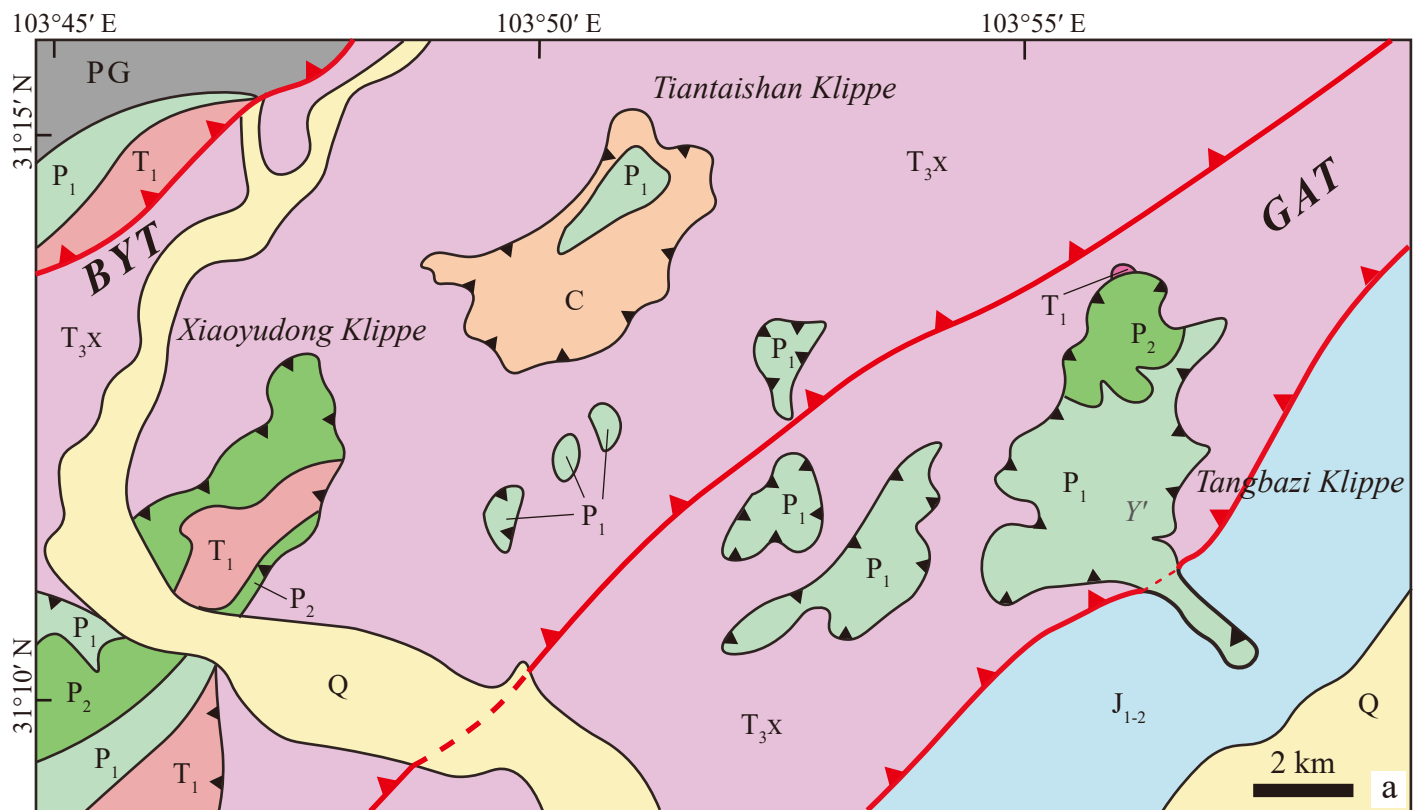 103°45′ E
103°50′ E
103°55′ E
31°15′ N
31°10′ N
PG
Tiantaishan Klippe
P₁
T₁
P₁
T₃x
GAT
BYT
C
T₁
T₃x
Xiaoyudong Klippe
P₂
P₁
P₁
P₁
P₁
Tangbazi Klippe
Y′
P₁
T₁
P₁
P₂
P₁
P₂
Q
T₃x
J₁₋₂
Q
P₁
T₁
2 km
a